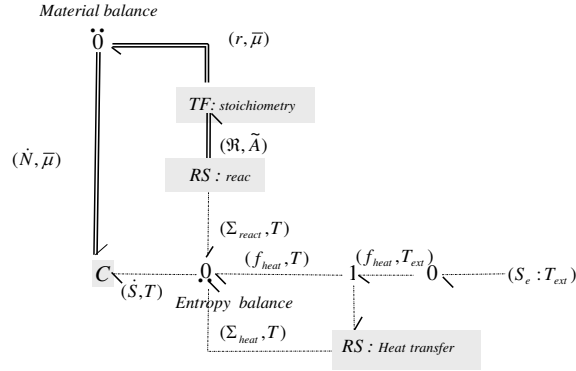 Material balance
0
(r, μ̅)
TF: stoichiometry
(Ṅ, μ̅)
(ℜ, Ã)
RS : reac
(Σ_react, T)
(f_heat, T)
(f_heat, T_ext)
C
0
1
0
(S_e : T_ext)
(Ṡ, T)
Entropy balance
(Σ_heat, T)
RS : Heat transfer